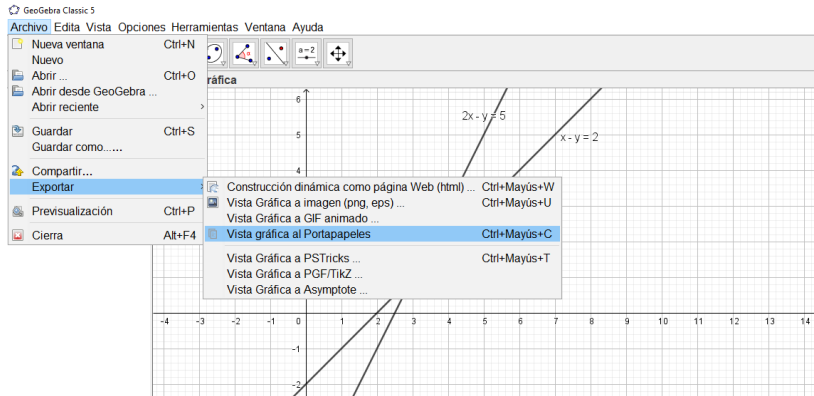 GeoGebra Classic 5
Archivo Edita Vista Opciones Herramientas Ventana Ayuda
Nueva ventana Ctrl+N
Nuevo
Abrir ... Ctrl+O
Abrir desde GeoGebra ...
Abrir reciente
Guardar Ctrl+S
Guardar como......
Compartir...
Exportar
Previsualización Ctrl+P
Cierra Alt+F4
a=2
ráfica
Construcción dinámica como página Web (html) ... Ctrl+Mayús+W
Vista Gráfica a imagen (png, eps) ... Ctrl+Mayús+U
Vista Gráfica a GIF animado ...
Vista gráfica al Portapapeles Ctrl+Mayús+C
Vista Gráfica a PSTricks ... Ctrl+Mayús+T
Vista Gráfica a PGF/TikZ ...
Vista Gráfica a Asymptote ...
2x - y = 5
x - y = 2
6
5
4
-4 -3 -2 -1 0 1 2 3 4 5 6 7 8 9 10 11 12 13 14
-1
-2